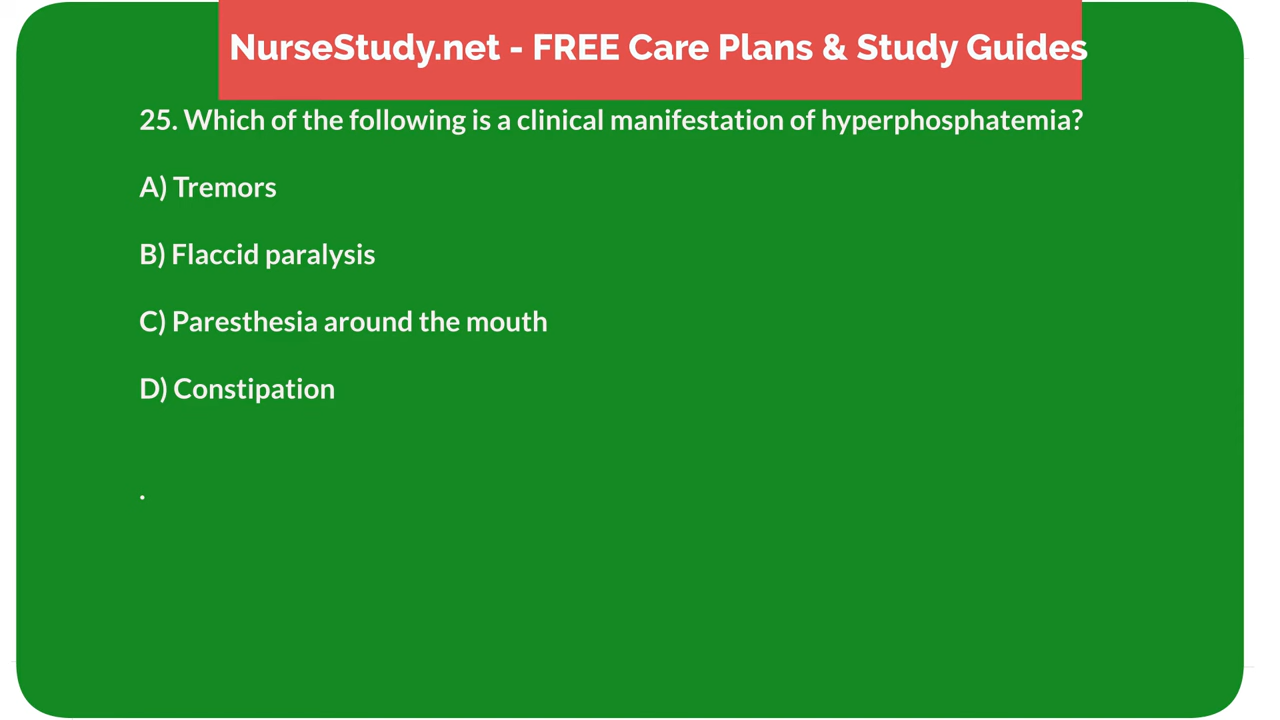 NurseStudy.net - FREE Care Plans & Study Guides
25. Which of the following is a clinical manifestation of hyperphosphatemia?
A) Tremors
B) Flaccid paralysis
C) Paresthesia around the mouth
D) Constipation
.